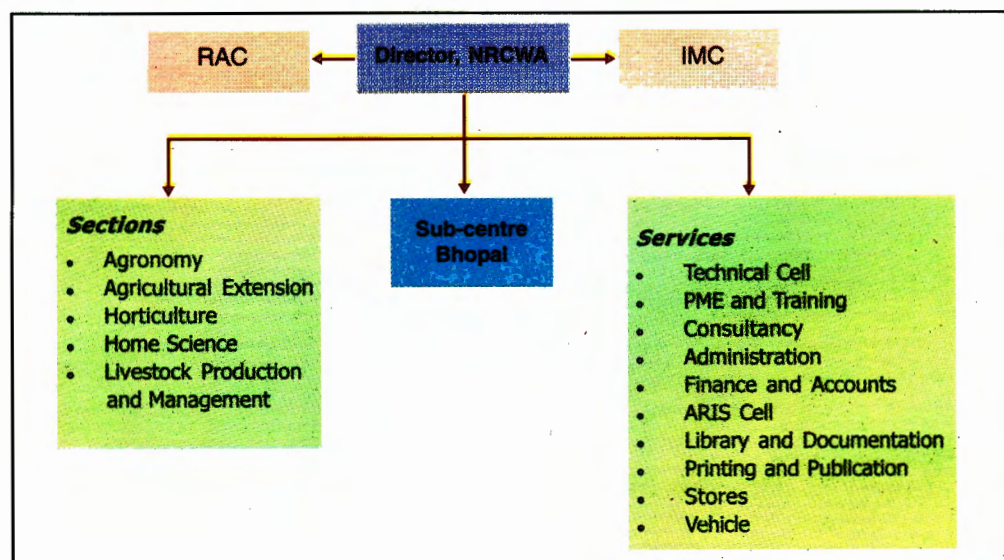 RAC
Director, NRCWA
IMC
Sections
• Agronomy
• Agricultural Extension
• Horticulture
• Home Science
• Livestock Production
and Management
Sub-centre
Bhopal
Services
• Technical Cell
• PME and Training
• Consultancy
• Administration
• Finance and Accounts
• ARIS Cell
• Library and Documentation
• Printing and Publication
• Stores
• Vehicle